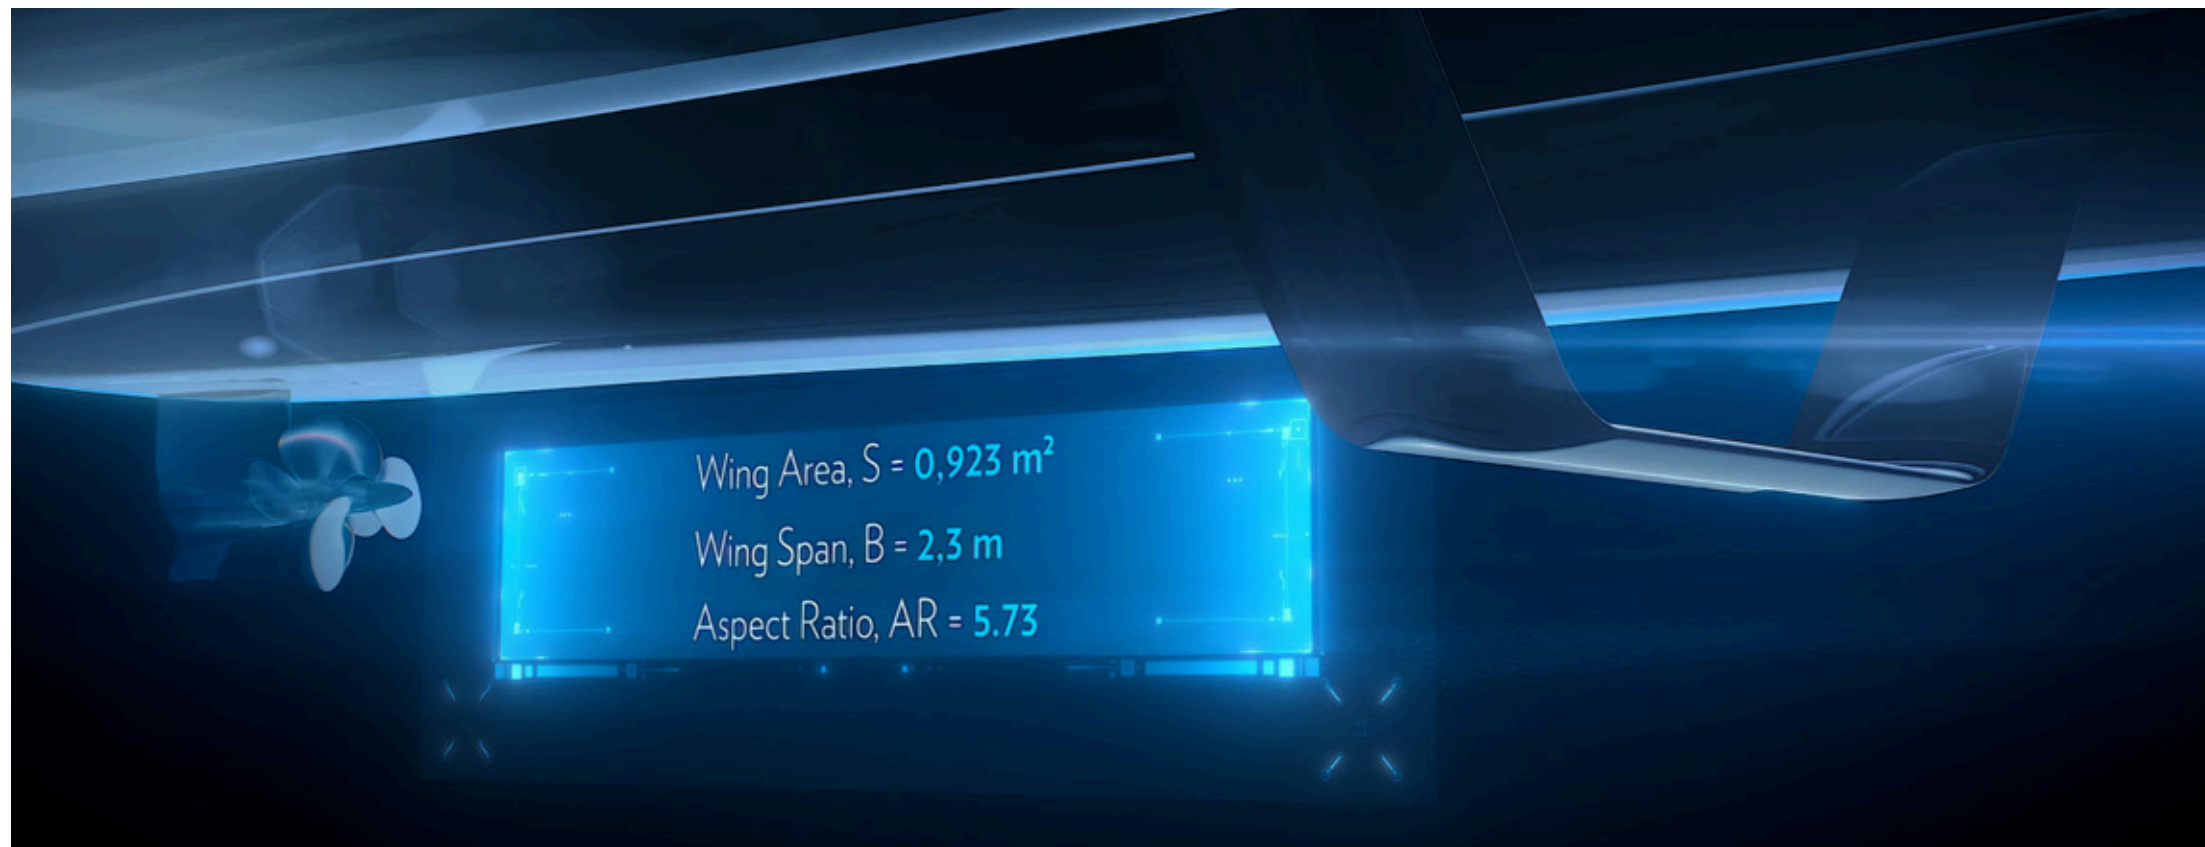 Wing Area, S = 0,923 m²
Wing Span, B = 2,3 m
Aspect Ratio, AR = 5.73